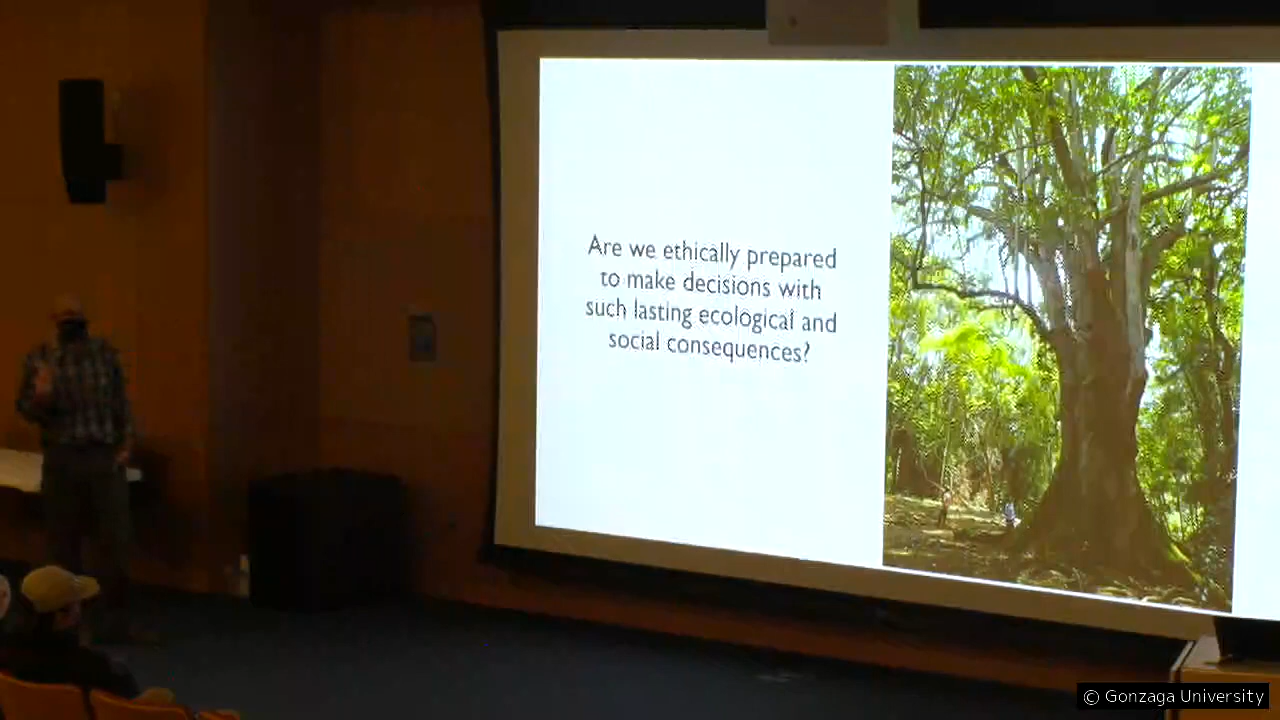 Are we ethically prepared
to make decisions with
such lasting ecological and
social consequences?
© Gonzaga University